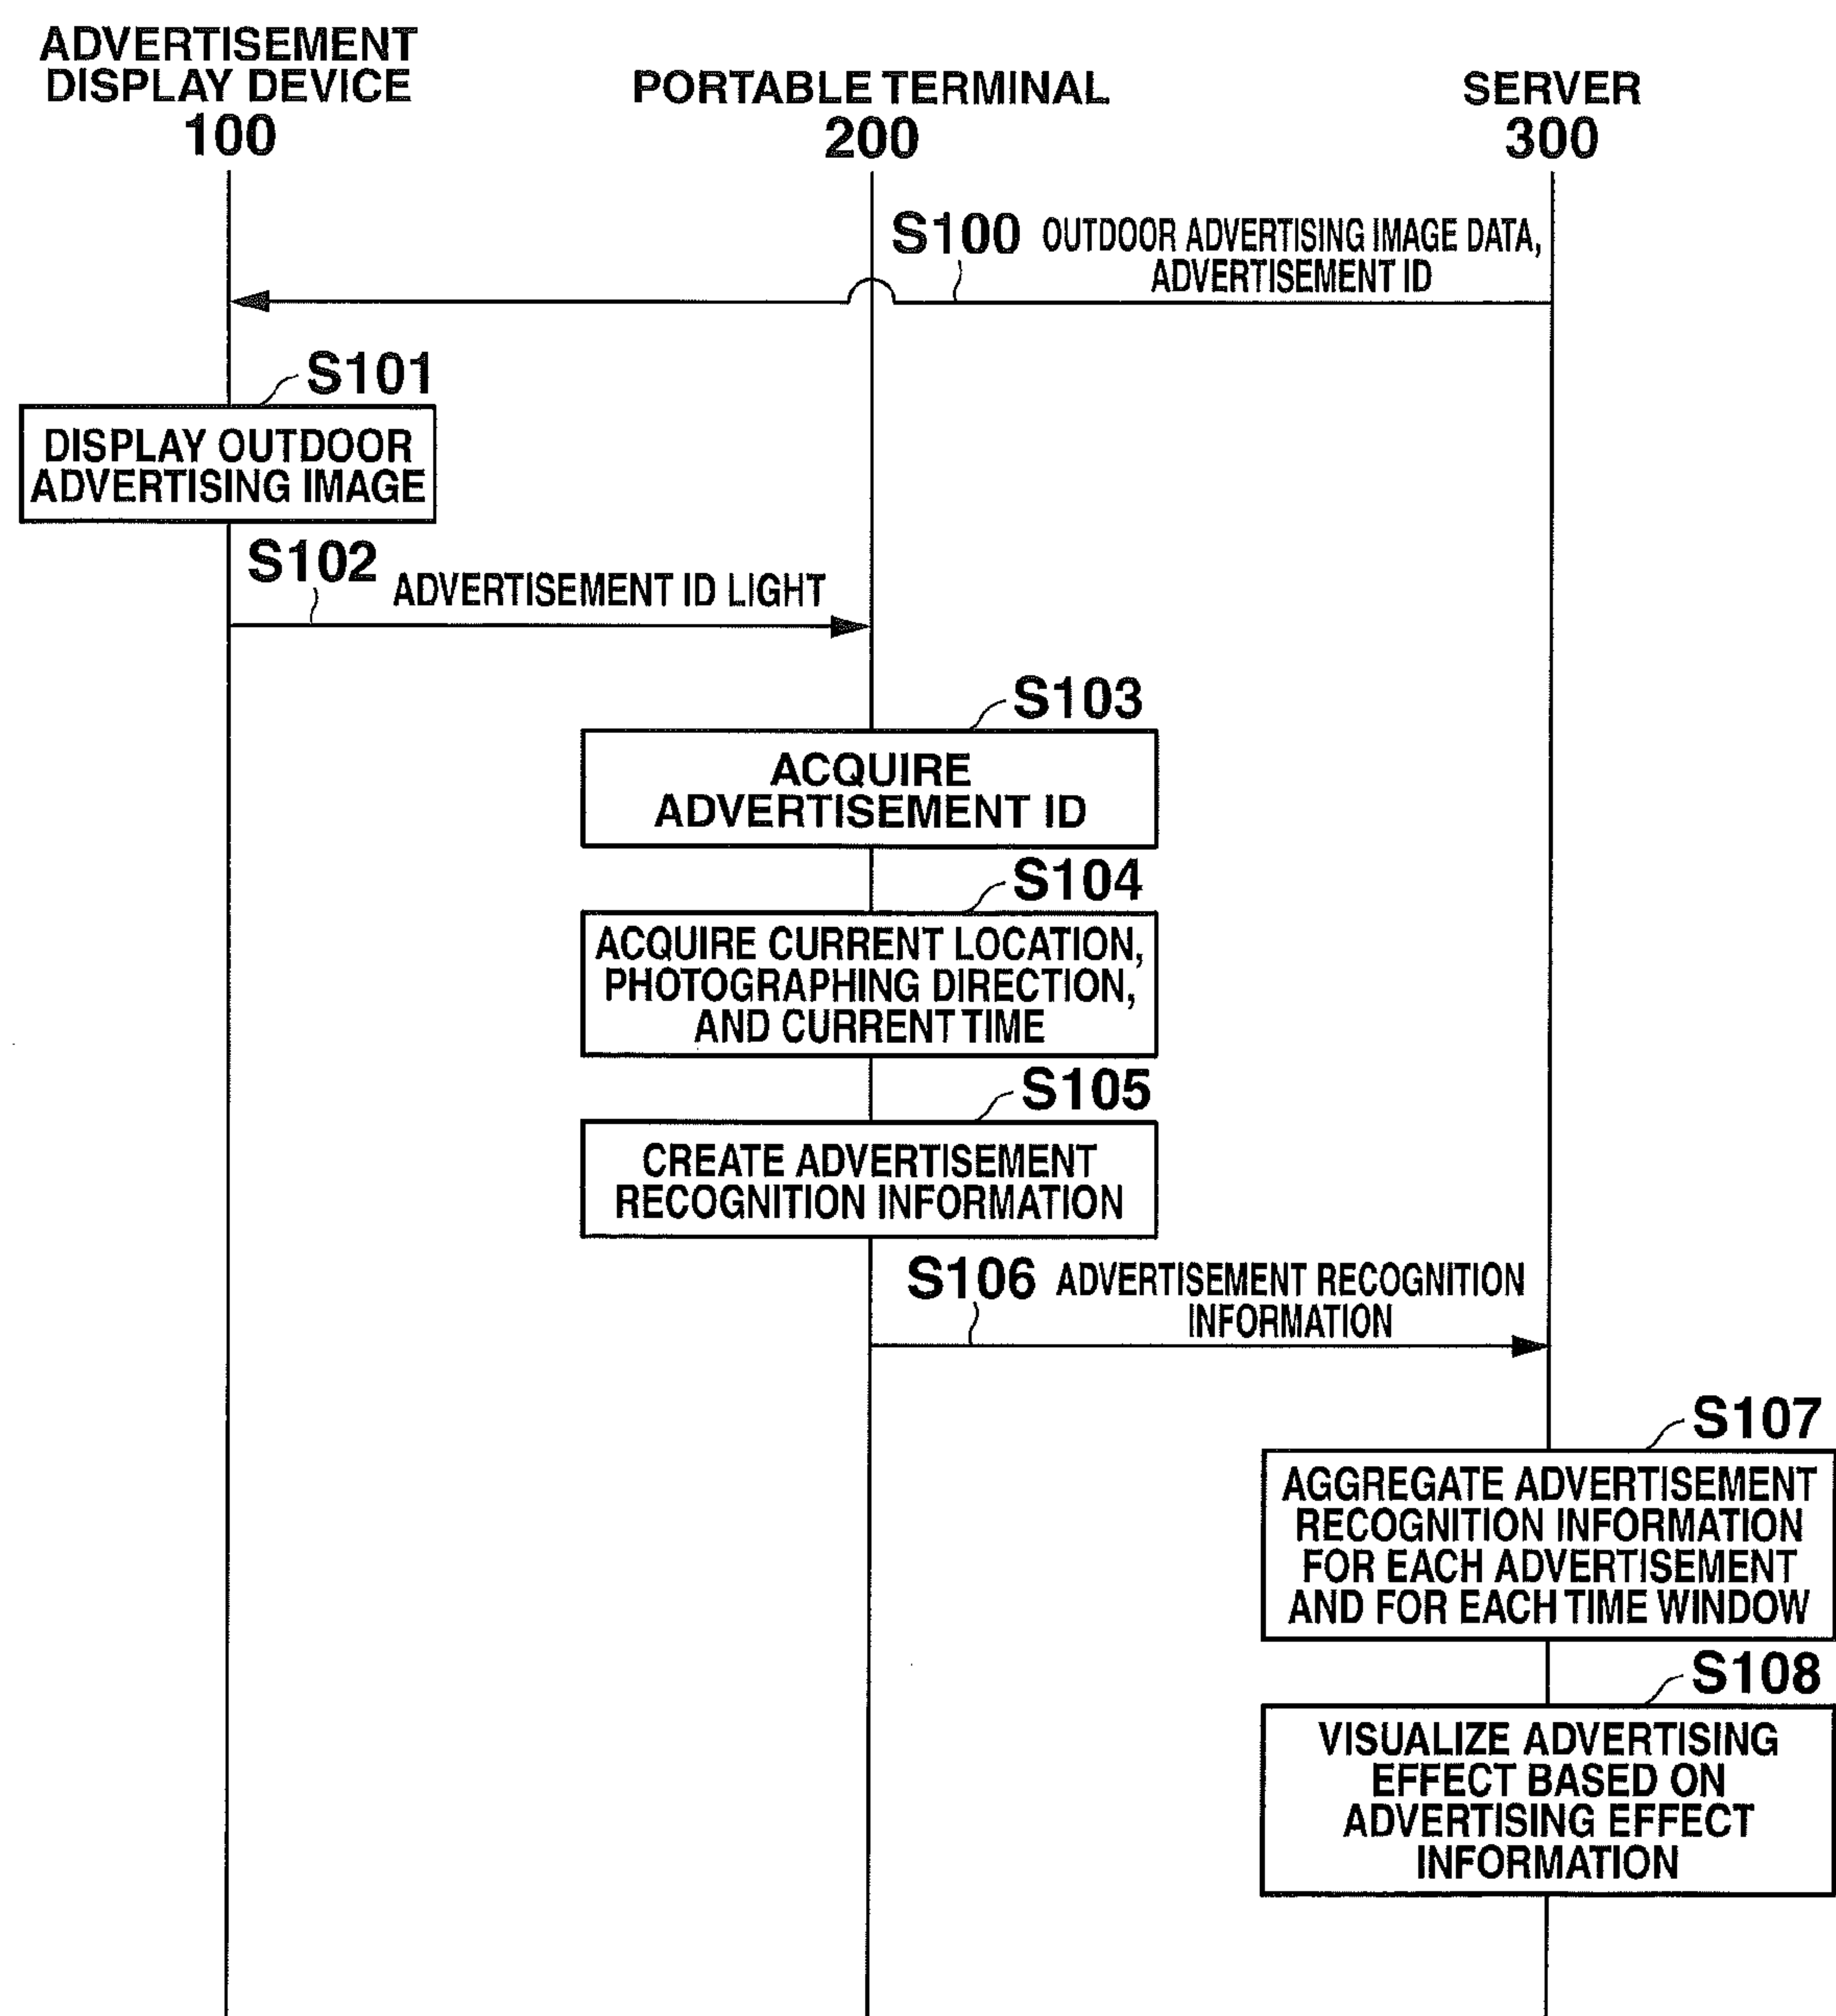 ADVERTISEMENT
DISPLAY DEVICE
100
PORTABLE TERMINAL
200
SERVER
300
S100 OUTDOOR ADVERTISING IMAGE DATA,
ADVERTISEMENT ID
S101
DISPLAY OUTDOOR
ADVERTISING IMAGE
S102 ADVERTISEMENT ID LIGHT
S103
ACQUIRE
ADVERTISEMENT ID
S104
ACQUIRE CURRENT LOCATION,
PHOTOGRAPHING DIRECTION,
AND CURRENT TIME
S105
CREATE ADVERTISEMENT
RECOGNITION INFORMATION
S106 ADVERTISEMENT RECOGNITION
INFORMATION
S107
AGGREGATE ADVERTISEMENT
RECOGNITION INFORMATION
FOR EACH ADVERTISEMENT
AND FOR EACH TIME WINDOW
S108
VISUALIZE ADVERTISING
EFFECT BASED ON
ADVERTISING EFFECT
INFORMATION